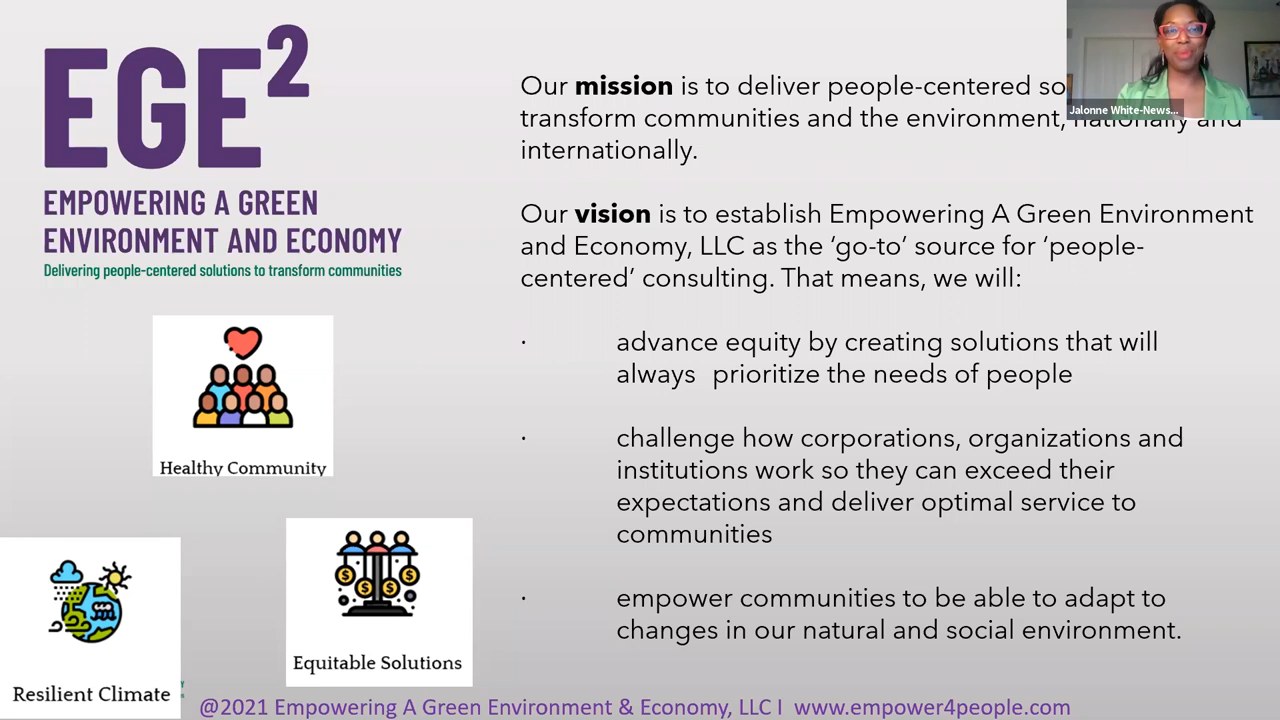 EGE²
EMPOWERING A GREEN
ENVIRONMENT AND ECONOMY
Delivering people-centered solutions to transform communities
Healthy Community
Equitable Solutions
Resilient Climate
Our mission is to deliver people-centered
transform communities and the environment, nationally and
internationally.
Our vision is to establish Empowering A Green Environment
and Economy, LLC as the ‘go-to’ source for ‘people-
centered’ consulting. That means, we will:
· advance equity by creating solutions that will
always prioritize the needs of people
· challenge how corporations, organizations and
institutions work so they can exceed their
expectations and deliver optimal service to
communities
· empower communities to be able to adapt to
changes in our natural and social environment.
Jalonne White-News...
@2021 Empowering A Green Environment & Economy, LLC I www.empower4people.com